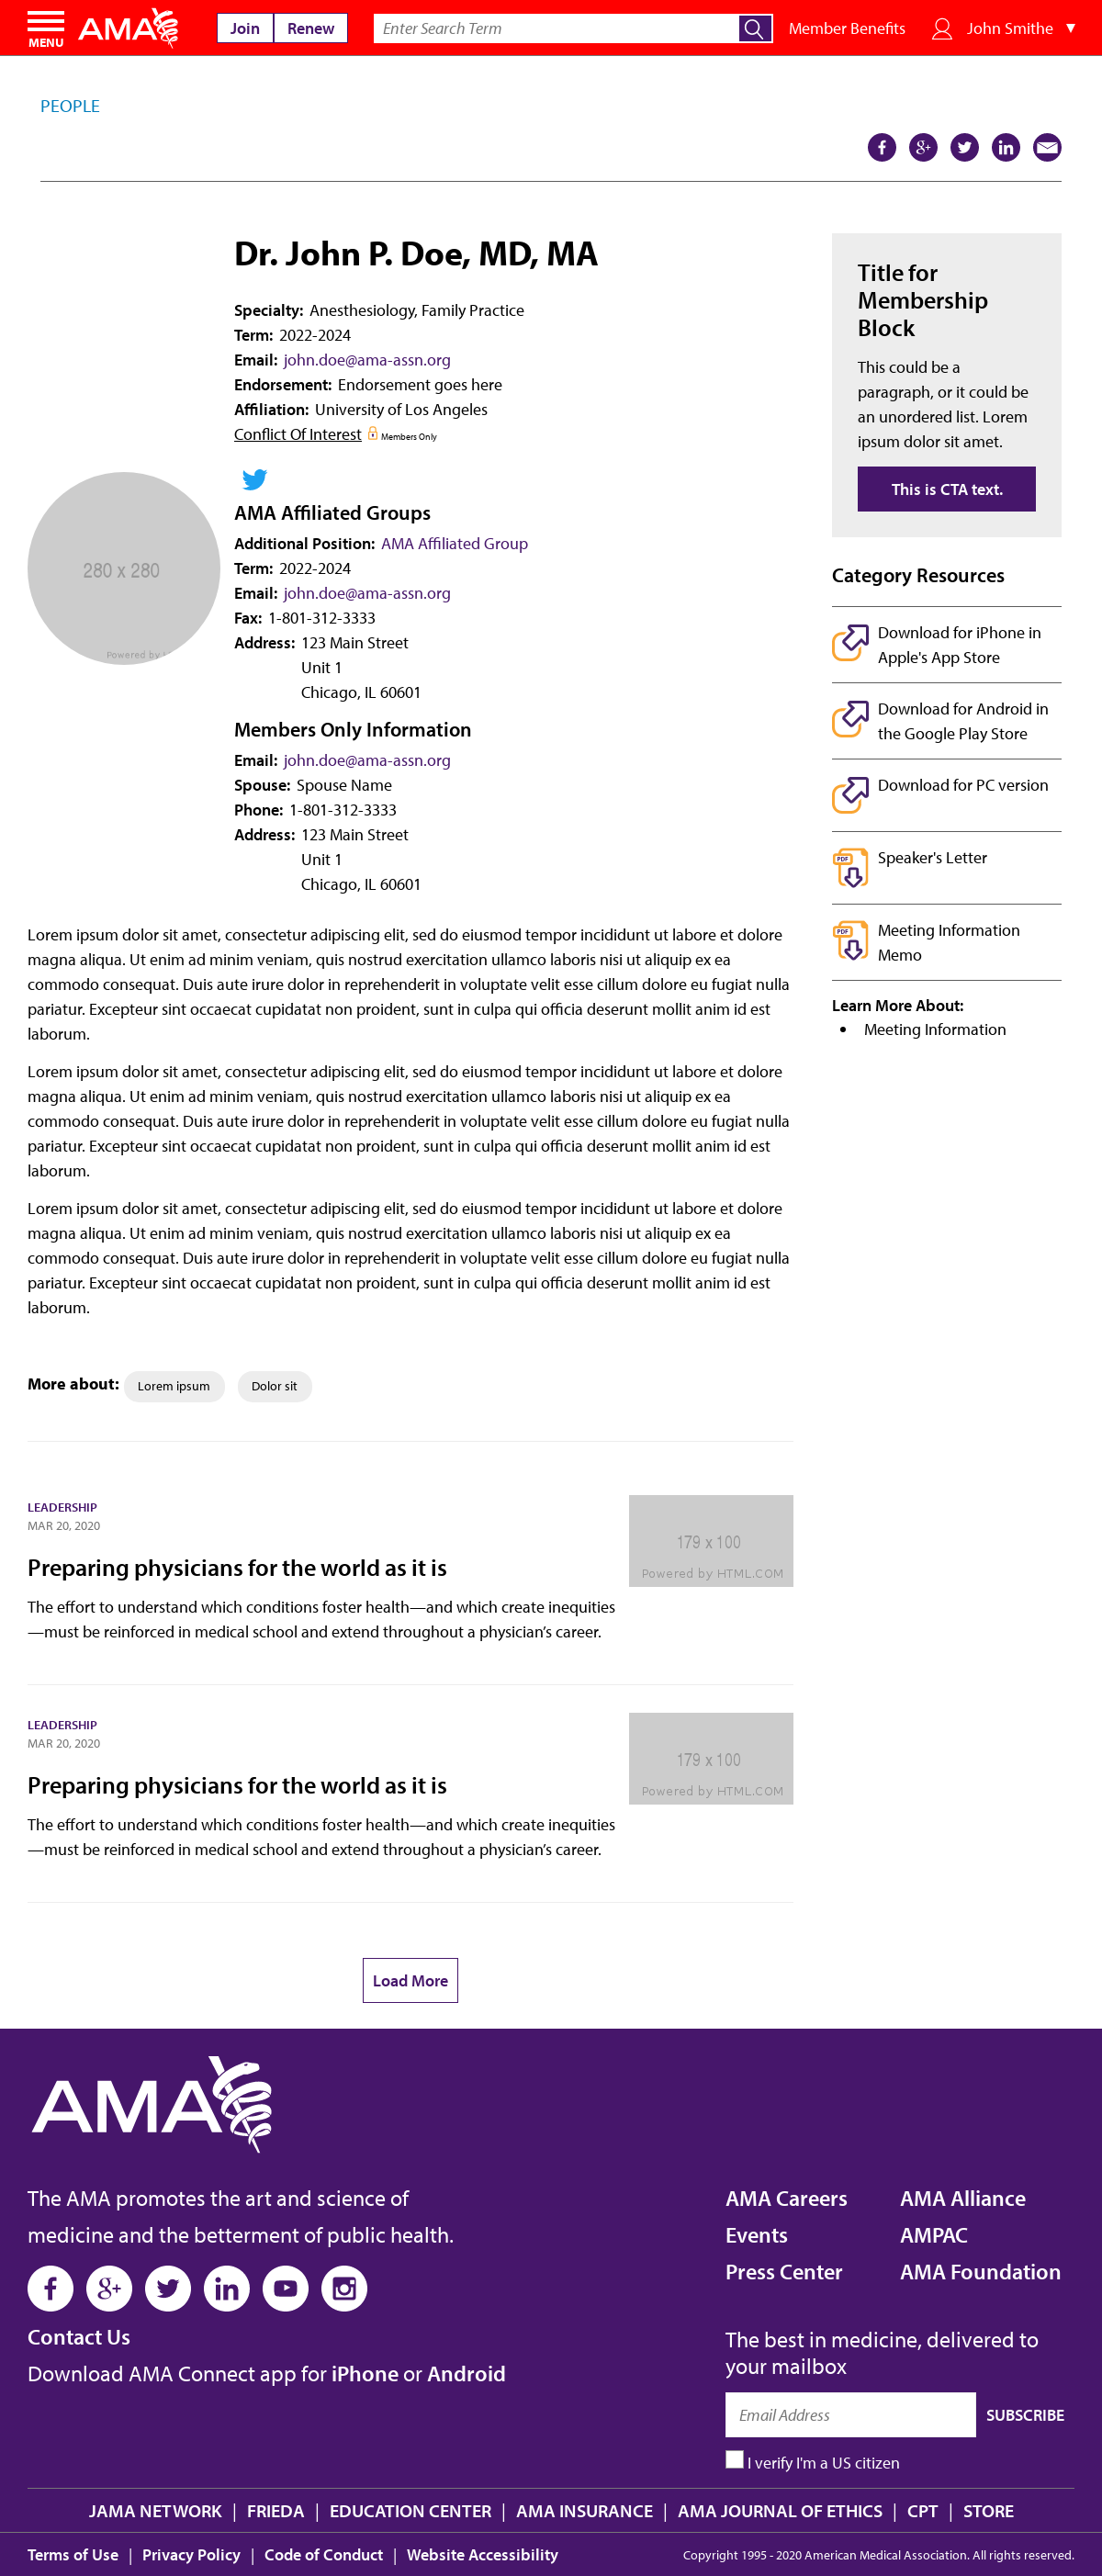 MENU
AMA
Join
Renew
Enter Search Term
Member Benefits
John Smithe
PEOPLE
Dr. John P. Doe, MD, MA
Specialty: Anesthesiology, Family Practice
Term: 2022-2024
Email: john.doe@ama-assn.org
Endorsement: Endorsement goes here
Affiliation: University of Los Angeles
Conflict Of Interest Members Only
280 x 280
Powered by
AMA Affiliated Groups
Additional Position: AMA Affiliated Group
Term: 2022-2024
Email: john.doe@ama-assn.org
Fax: 1-801-312-3333
Address: 123 Main Street
Unit 1
Chicago, IL 60601
Members Only Information
Email: john.doe@ama-assn.org
Spouse: Spouse Name
Phone: 1-801-312-3333
Address: 123 Main Street
Unit 1
Chicago, IL 60601
Lorem ipsum dolor sit amet, consectetur adipiscing elit, sed do eiusmod tempor incididunt ut labore et dolore
magna aliqua. Ut enim ad minim veniam, quis nostrud exercitation ullamco laboris nisi ut aliquip ex ea
commodo consequat. Duis aute irure dolor in reprehenderit in voluptate velit esse cillum dolore eu fugiat nulla
pariatur. Excepteur sint occaecat cupidatat non proident, sunt in culpa qui officia deserunt mollit anim id est
laborum.
Lorem ipsum dolor sit amet, consectetur adipiscing elit, sed do eiusmod tempor incididunt ut labore et dolore
magna aliqua. Ut enim ad minim veniam, quis nostrud exercitation ullamco laboris nisi ut aliquip ex ea
commodo consequat. Duis aute irure dolor in reprehenderit in voluptate velit esse cillum dolore eu fugiat nulla
pariatur. Excepteur sint occaecat cupidatat non proident, sunt in culpa qui officia deserunt mollit anim id est
laborum.
Lorem ipsum dolor sit amet, consectetur adipiscing elit, sed do eiusmod tempor incididunt ut labore et dolore
magna aliqua. Ut enim ad minim veniam, quis nostrud exercitation ullamco laboris nisi ut aliquip ex ea
commodo consequat. Duis aute irure dolor in reprehenderit in voluptate velit esse cillum dolore eu fugiat nulla
pariatur. Excepteur sint occaecat cupidatat non proident, sunt in culpa qui officia deserunt mollit anim id est
laborum.
More about: Lorem ipsum Dolor sit
LEADERSHIP
MAR 20, 2020
Preparing physicians for the world as it is
The effort to understand which conditions foster health—and which create inequities
—must be reinforced in medical school and extend throughout a physician’s career.
179 x 100
Powered by HTML.COM
LEADERSHIP
MAR 20, 2020
Preparing physicians for the world as it is
The effort to understand which conditions foster health—and which create inequities
—must be reinforced in medical school and extend throughout a physician’s career.
179 x 100
Powered by HTML.COM
Load More
Title for
Membership
Block
This could be a
paragraph, or it could be
an unordered list. Lorem
ipsum dolor sit amet.
This is CTA text.
Category Resources
Download for iPhone in
Apple's App Store
Download for Android in
the Google Play Store
Download for PC version
PDF
Speaker's Letter
PDF
Meeting Information
Memo
Learn More About:
Meeting Information
AMA
The AMA promotes the art and science of
medicine and the betterment of public health.
Contact Us
Download AMA Connect app for iPhone or Android
AMA Careers
Events
Press Center
AMA Alliance
AMPAC
AMA Foundation
The best in medicine, delivered to
your mailbox
Email Address
SUBSCRIBE
I verify I'm a US citizen
JAMA NETWORK | FRIEDA | EDUCATION CENTER | AMA INSURANCE | AMA JOURNAL OF ETHICS | CPT | STORE
Terms of Use | Privacy Policy | Code of Conduct | Website Accessibility
Copyright 1995 - 2020 American Medical Association. All rights reserved.